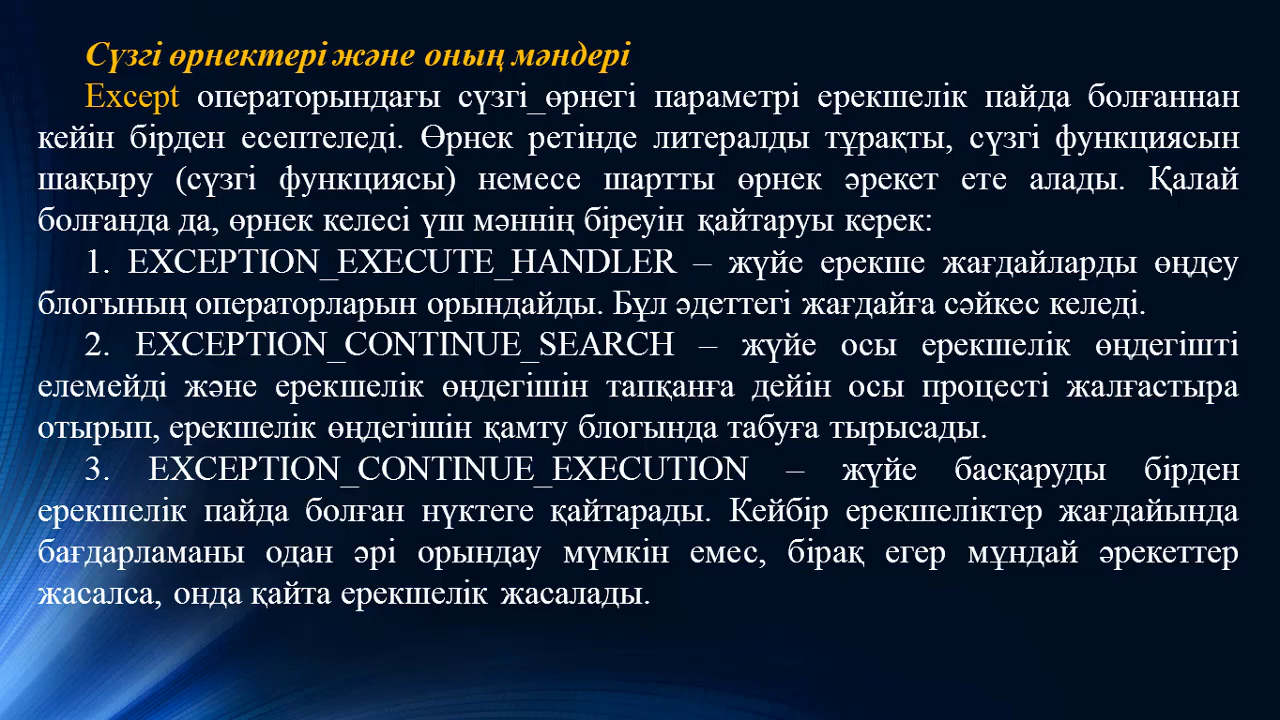 Сүзгі өрнектері және оның мәндері
Except операторындағы сүзгі_өрнегі параметрі ерекшелік пайда болғаннан
кейін бірден есептеледі. Өрнек ретінде литералды тұрақты, сүзгі функциясын
шақыру (сүзгі функциясы) немесе шартты өрнек әрекет ете алады. Қалай
болғанда да, өрнек келесі үш мәннің біреуін қайтаруы керек:
1. EXCEPTION_EXECUTE_HANDLER – жүйе ерекше жағдайларды өңдеу
блогының операторларын орындайды. Бұл әдеттегі жағдайға сәйкес келеді.
2. EXCEPTION_CONTINUE_SEARCH – жүйе осы ерекшелік өңдегішті
елемейді және ерекшелік өңдегішін тапқанға дейін осы процесті жалғастыра
отырып, ерекшелік өңдегішін қамту блогында табуға тырысады.
3. EXCEPTION_CONTINUE_EXECUTION – жүйе басқаруды бірден
ерекшелік пайда болған нүктеге қайтарады. Кейбір ерекшеліктер жағдайында
бағдарламаны одан әрі орындау мүмкін емес, бірақ егер мұндай әрекеттер
жасалса, онда қайта ерекшелік жасалады.